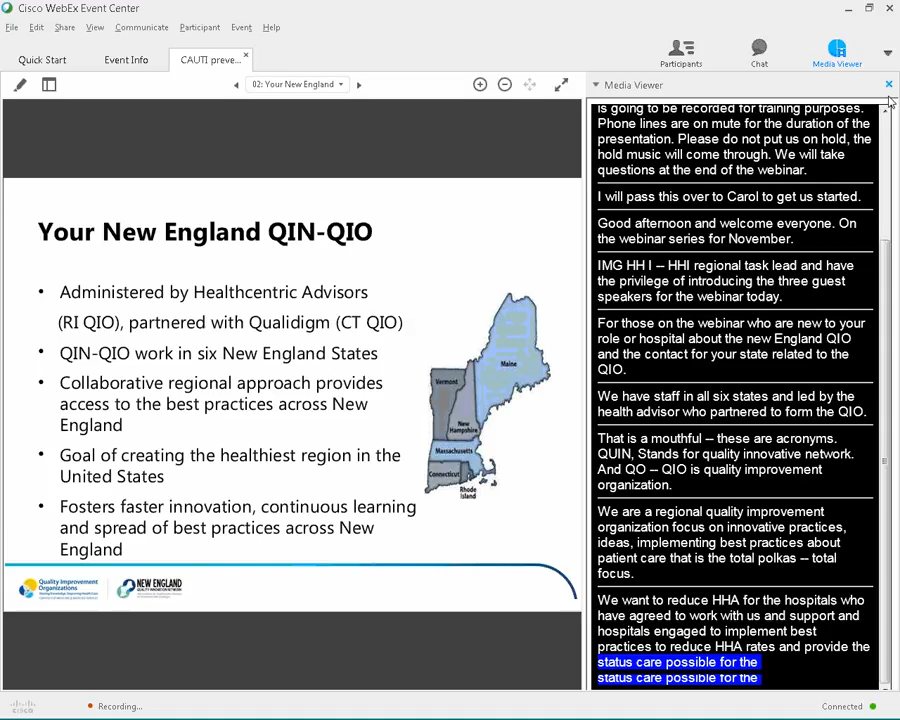 Cisco WebEx Event Center
File Edit Share View Communicate Participant Event Help
Quick Start Event Info CAUTI preve...
Participants Chat Media Viewer
02: Your New England
Media Viewer
Your New England QIN-QIO
• Administered by Healthcentric Advisors
(RI QIO), partnered with Qualidigm (CT QIO)
• QIN-QIO work in six New England States
• Collaborative regional approach provides
access to the best practices across New
England
• Goal of creating the healthiest region in the
United States
• Fosters faster innovation, continuous learning
and spread of best practices across New
England
Maine
Vermont
New
Hampshire
Massachusetts
Connecticut
Rhode
Island
Quality Improvement
Organizations
NEW ENGLAND
is going to be recorded for training purposes.
Phone lines are on mute for the duration of the
presentation. Please do not put us on hold, the
hold music will come through. We will take
questions at the end of the webinar.
I will pass this over to Carol to get us started.
Good afternoon and welcome everyone. On
the webinar series for November.
IMG HH I -- HHI regional task lead and have
the privilege of introducing the three guest
speakers for the webinar today.
For those on the webinar who are new to your
role or hospital about the new England QIO
and the contact for your state related to the
QIO.
We have staff in all six states and led by the
health advisor who partnered to form the QIO.
That is a mouthful -- these are acronyms.
QUIN, Stands for quality innovative network.
And QO -- QIO is quality improvement
organization.
We are a regional quality improvement
organization focus on innovative practices,
ideas, implementing best practices about
patient care that is the total polkas -- total
focus.
We want to reduce HHA for the hospitals who
have agreed to work with us and support and
hospitals engaged to implement best
practices to reduce HHA rates and provide the
status care possible for the
status care possible for the
cisco
Recording...
Connected